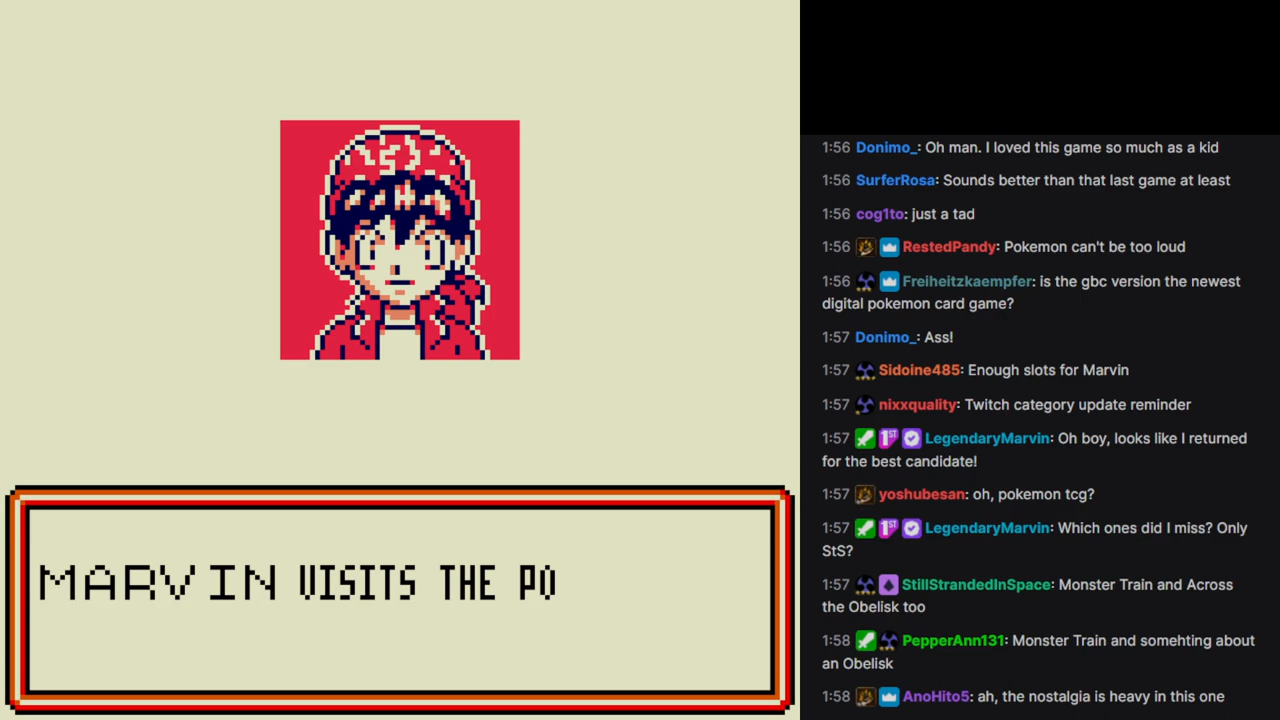 MARVIN VISITS THE PO
1:56 Donimo_: Oh man. I loved this game so much as a kid
1:56 SurferRosa: Sounds better than that last game at least
1:56 cog1to: just a tad
1:56 RestedPandy: Pokemon can't be too loud
1:56 Freiheitzkaempfer: is the gbc version the newest
digital pokemon card game?
1:57 Donimo_: Ass!
1:57 Sidoine485: Enough slots for Marvin
1:57 nixxquality: Twitch category update reminder
1:57 1ST LegendaryMarvin: Oh boy, looks like I returned
for the best candidate!
1:57 yoshubesan: oh, pokemon tcg?
1:57 1ST LegendaryMarvin: Which ones did I miss? Only
StS?
1:57 StillStrandedInSpace: Monster Train and Across
the Obelisk too
1:58 PepperAnn131: Monster Train and somehting about
an Obelisk
1:58 AnoHito5: ah, the nostalgia is heavy in this one